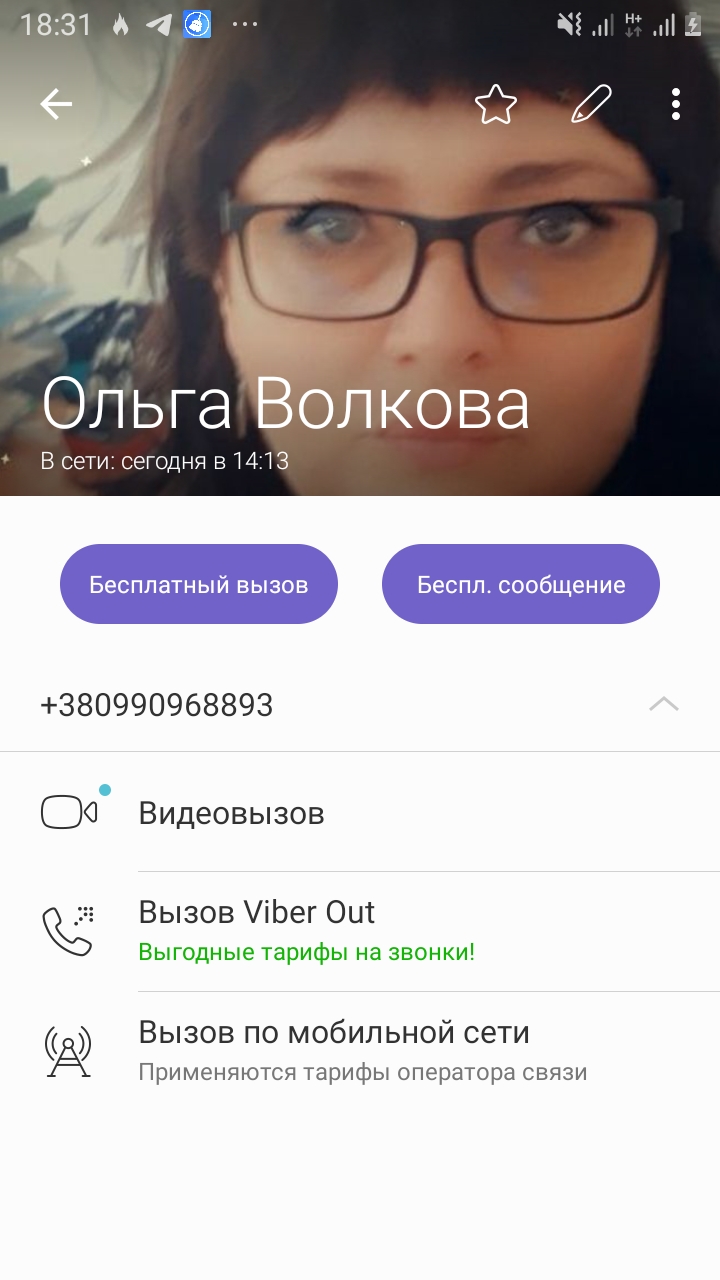 18:31
H+
Ольга Волкова
В сети: сегодня в 14:13
Бесплатный вызов
Беспл. сообщение
+380990968893
Видеовызов
Вызов Viber Out
Выгодные тарифы на звонки!
Вызов по мобильной сети
Применяются тарифы оператора связи